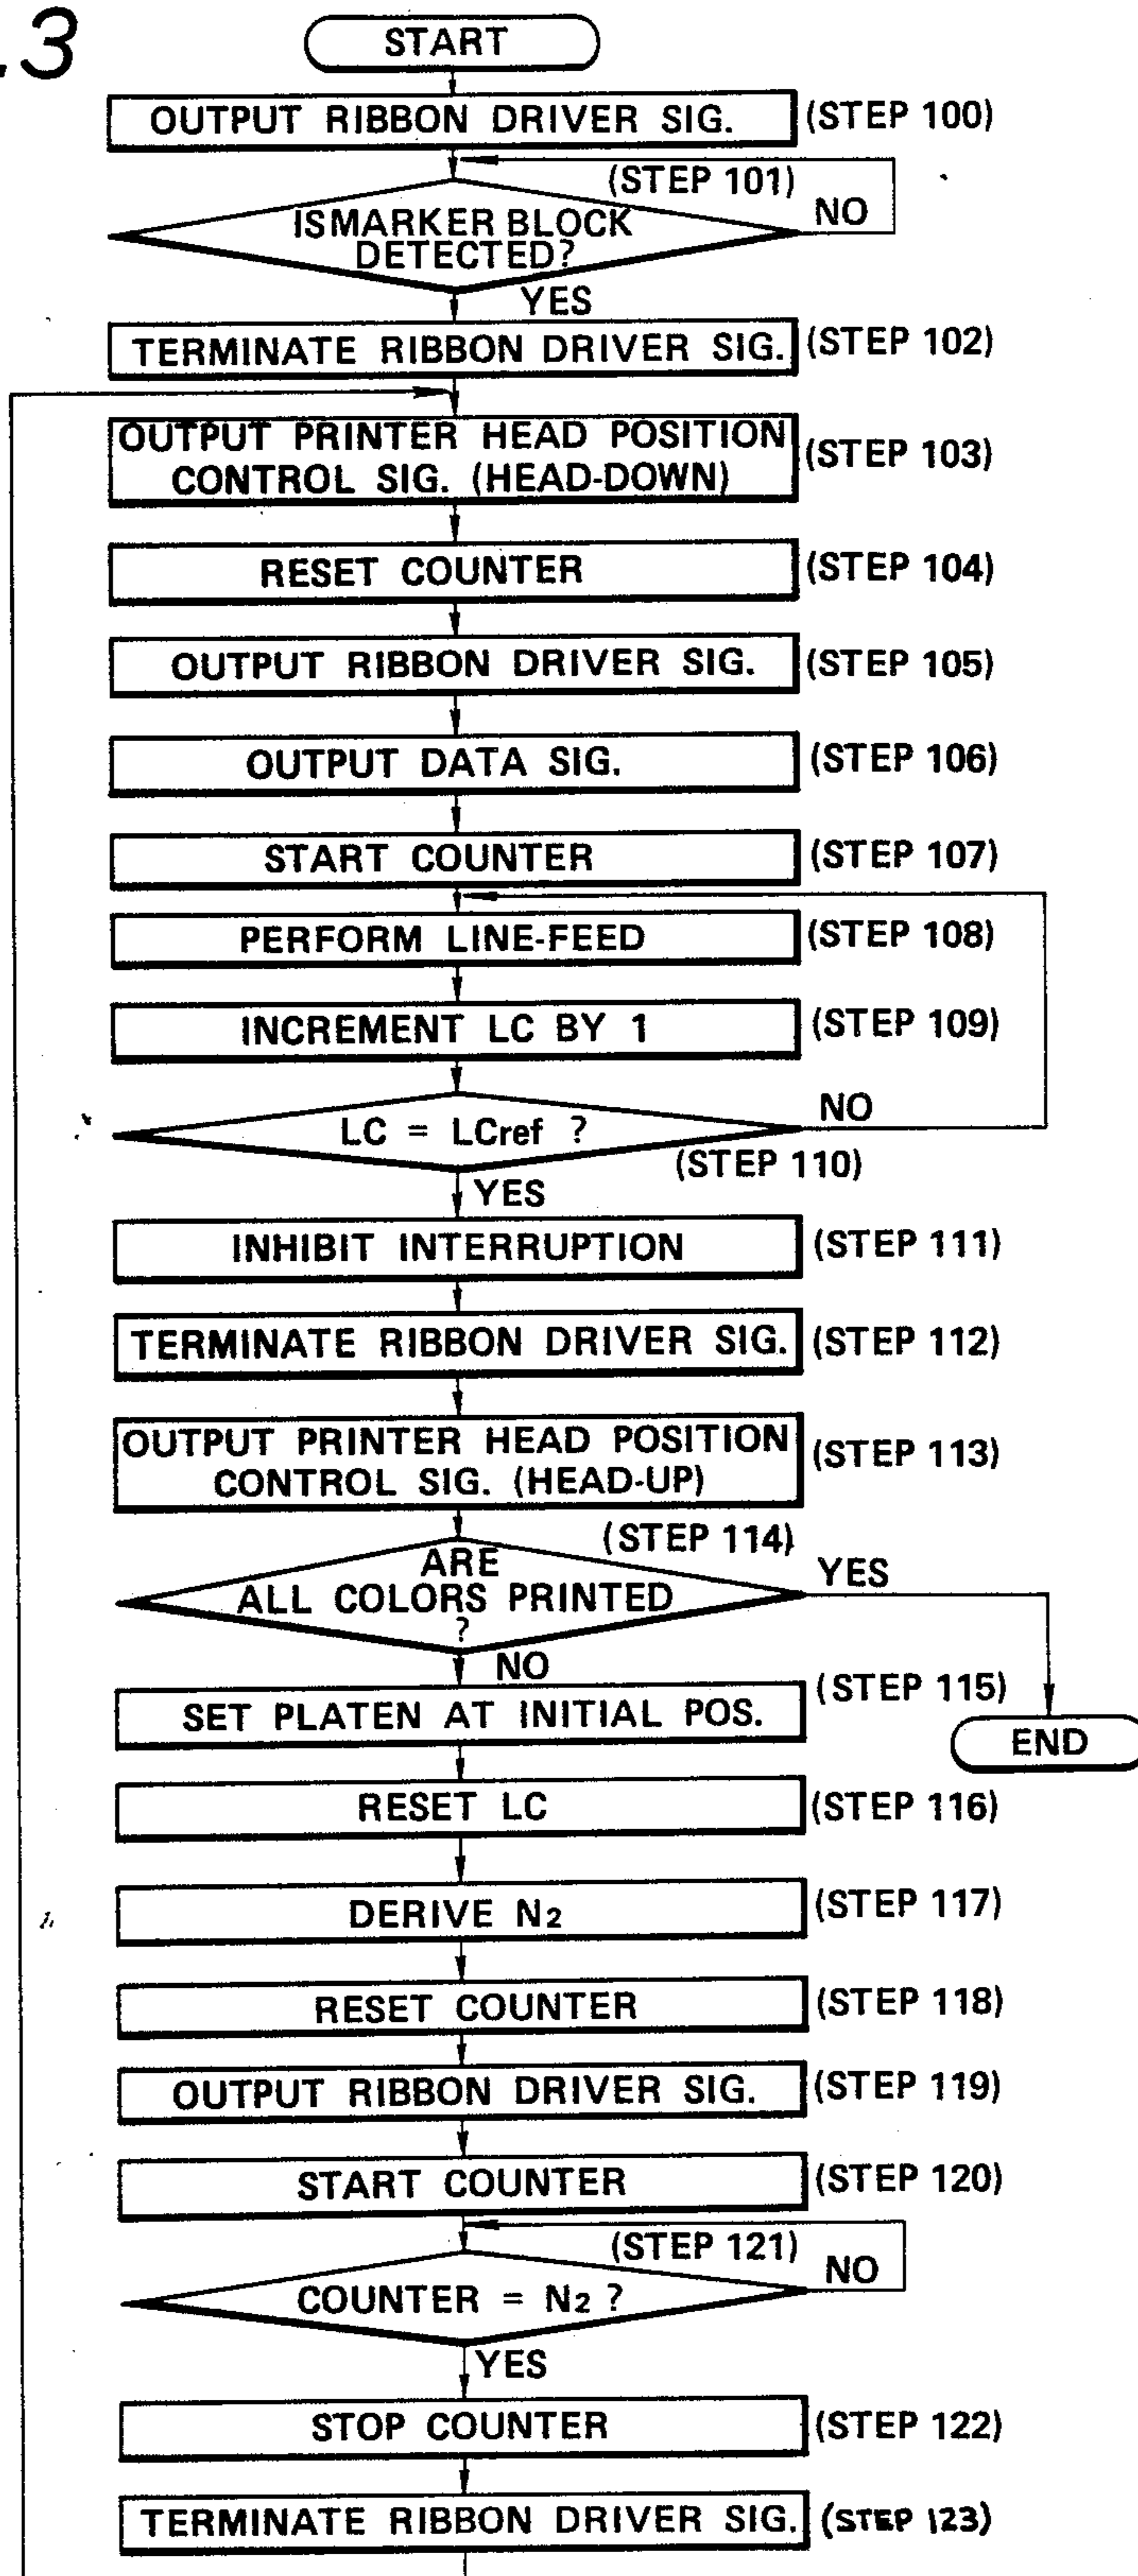 .3
START
OUTPUT RIBBON DRIVER SIG. (STEP 100)
(STEP 101)
IS MARKER BLOCK
DETECTED?
NO
YES
TERMINATE RIBBON DRIVER SIG. (STEP 102)
OUTPUT PRINTER HEAD POSITION
CONTROL SIG. (HEAD-DOWN)
(STEP 103)
RESET COUNTER (STEP 104)
OUTPUT RIBBON DRIVER SIG. (STEP 105)
OUTPUT DATA SIG. (STEP 106)
START COUNTER (STEP 107)
PERFORM LINE-FEED (STEP 108)
INCREMENT LC BY 1 (STEP 109)
LC = LCref ?
NO
(STEP 110)
YES
INHIBIT INTERRUPTION (STEP 111)
TERMINATE RIBBON DRIVER SIG. (STEP 112)
OUTPUT PRINTER HEAD POSITION
CONTROL SIG. (HEAD-UP)
(STEP 113)
(STEP 114)
ARE
ALL COLORS PRINTED
?
YES
NO
SET PLATEN AT INITIAL POS. (STEP 115)
END
RESET LC (STEP 116)
DERIVE N2 (STEP 117)
RESET COUNTER (STEP 118)
OUTPUT RIBBON DRIVER SIG. (STEP 119)
START COUNTER (STEP 120)
(STEP 121)
COUNTER = N2 ?
NO
YES
STOP COUNTER (STEP 122)
TERMINATE RIBBON DRIVER SIG. (STEP 123)